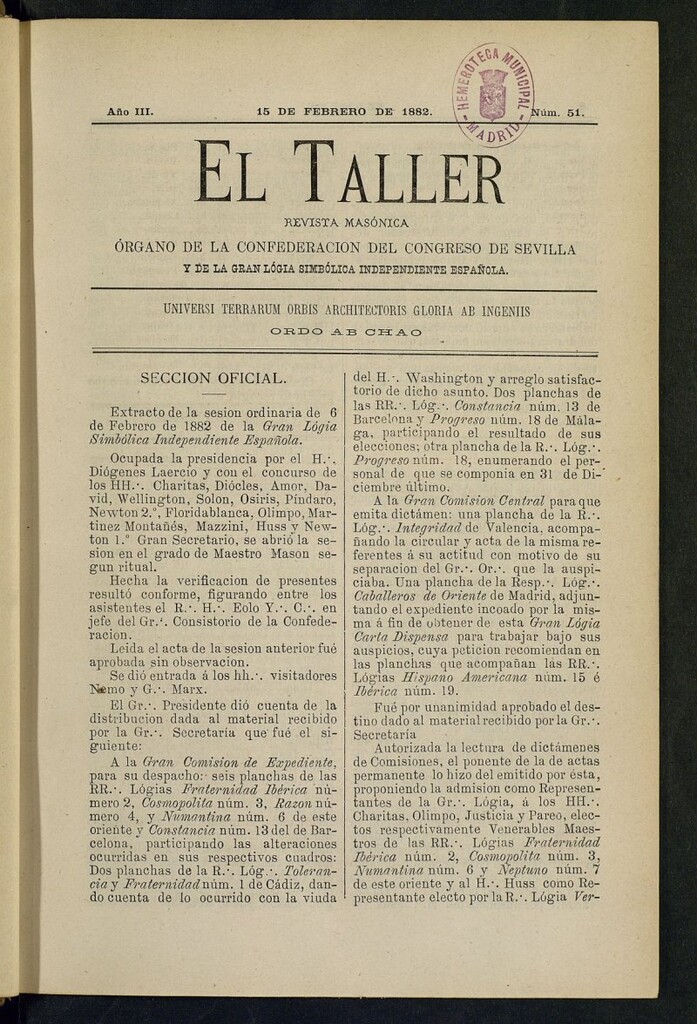 HEMEROTECA MUNICIPAL
MADRID
Año III. 15 DE FEBRERO DE 1882. Núm. 51.
EL TALLER
REVISTA MASÓNICA
ÓRGANO DE LA CONFEDERACION DEL CONGRESO DE SEVILLA
Y DE LA GRAN LÓGIA SIMBÓLICA INDEPENDIENTE ESPAÑOLA.
UNIVERSI TERRARUM ORBIS ARCHITECTORIS GLORIA AB INGENIIS
ORDO AB CHAO
SECCION OFICIAL.
Extracto de la sesion ordinaria de 6
de Febrero de 1882 de la Gran Lógia
Simbólica Independiente Española.
Ocupada la presidencia por el H.·.
Diógenes Laercio y con el concurso de
los HH.·. Charitas, Diócles, Amor, Da-
vid, Wellington, Solon, Osiris, Píndaro,
Newton 2.º, Floridablanca, Olimpo, Mar-
tinez Montañés, Mazzini, Huss y New-
ton 1.º Gran Secretario, se abrió la se-
sion en el grado de Maestro Mason se-
gun ritual.
Hecha la verificacion de presentes
resultó conforme, figurando entre los
asistentes el R.·. H.·. Eolo Y.·. C.·. en
jefe del Gr.·. Consistorio de la Confede-
racion.
Leida el acta de la sesion anterior fué
aprobada sin observacion.
Se dió entrada á los hh.·. visitadores
Nemo y G.·. Marx.
El Gr.·. Presidente dió cuenta de la
distribucion dada al material recibido
por la Gr.·. Secretaria que fué el si-
guiente:
A la Gran Comision de Expediente,
para su despacho: seis planchas de las
RR.·. Lógias Fraternidad Ibérica nú-
mero 2, Cosmopolita núm. 3, Razon nú-
mero 4, y Numantina núm. 6 de este
oriente y Constancia núm. 13 del de Bar-
celona, participando las alteraciones
ocurridas en sus respectivos cuadros:
Dos planchas de la R.·. Lóg.·. Toleran-
cia y Fraternidad núm. 1 de Cádiz, dan-
do cuenta de lo ocurrido con la viuda
del H.·. Washington y arreglo satisfac-
torio de dicho asunto. Dos planchas de
las RR.·. Lóg.·. Constancia núm. 13 de
Barcelona y Progreso núm. 18 de Mála-
ga, participando el resultado de sus
elecciones; otra plancha de la R.·. Lóg.·.
Progreso núm. 18, enumerando el per-
sonal de que se componia en 31 de Di-
ciembre último.
A la Gran Comision Central para que
emita dictámen: una plancha de la R.·.
Lóg.·. Integridad de Valencia, acompa-
ñando la circular y acta de la misma re-
ferentes á su actitud con motivo de su
separacion del Gr.·. Or.·. que la auspi-
ciaba. Una plancha de la Resp.·. Lóg.·.
Caballeros de Oriente de Madrid, adjun-
tando el expediente incoado por la mis-
ma á fin de obtener de esta Gran Lógia
Carta Dispensa para trabajar bajo sus
auspicios, cuya peticion recomiendan en
las planchas que acompañan las RR.·.
Lógias Hispano Americana núm. 15 é
Ibérica núm. 19.
Fué por unanimidad aprobado el des-
tino dado al material recibido por la Gr.·.
Secretaría
Autorizada la lectura de dictámenes
de Comisiones, el ponente de la de actas
permanente lo hizo del emitido por ésta,
proponiendo la admision como Represen-
tantes de la Gr.·. Lógia, á los HH.·.
Charitas, Olimpo, Justicia y Pareo, elec-
tos respectivamente Venerables Maes-
tros de las RR.·. Lógias Fraternidad
Ibérica núm. 2, Cosmopolita núm. 3,
Numantina núm. 6 y Neptuno núm. 7
de este oriente y al H.·. Huss como Re-
presentante electo por la R.·. Lógia Ver-